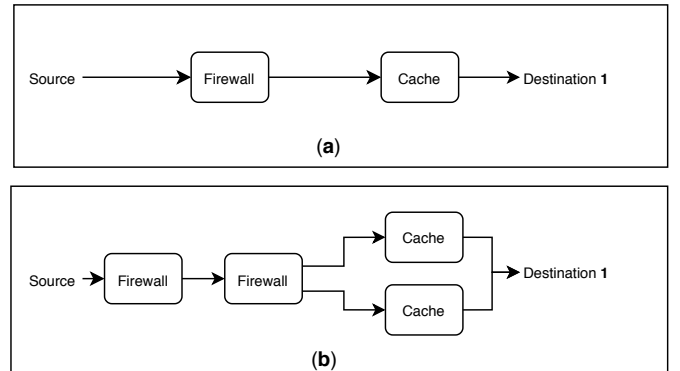 Source
Firewall
Cache
Destination 1
(a)
Source
Firewall
Firewall
Cache
Cache
Destination 1
(b)